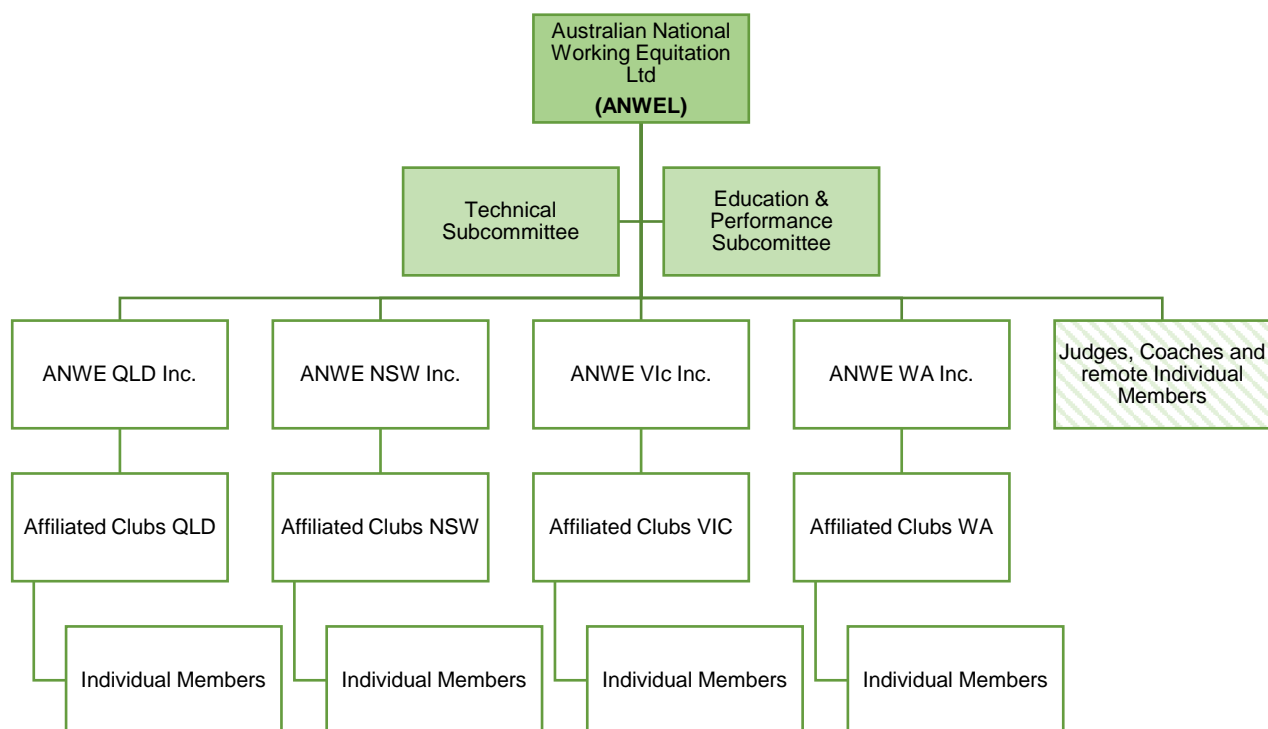 Australian National
Working Equitation
Ltd
(ANWEL)
Technical
Subcommittee
Education &
Performance
Subcomittee
ANWE QLD Inc.
ANWE NSW Inc.
ANWE VIc Inc.
ANWE WA Inc.
Judges, Coaches and
remote Individual
Members
Affiliated Clubs QLD
Affiliated Clubs NSW
Affiliated Clubs VIC
Affiliated Clubs WA
Individual Members
Individual Members
Individual Members
Individual Members